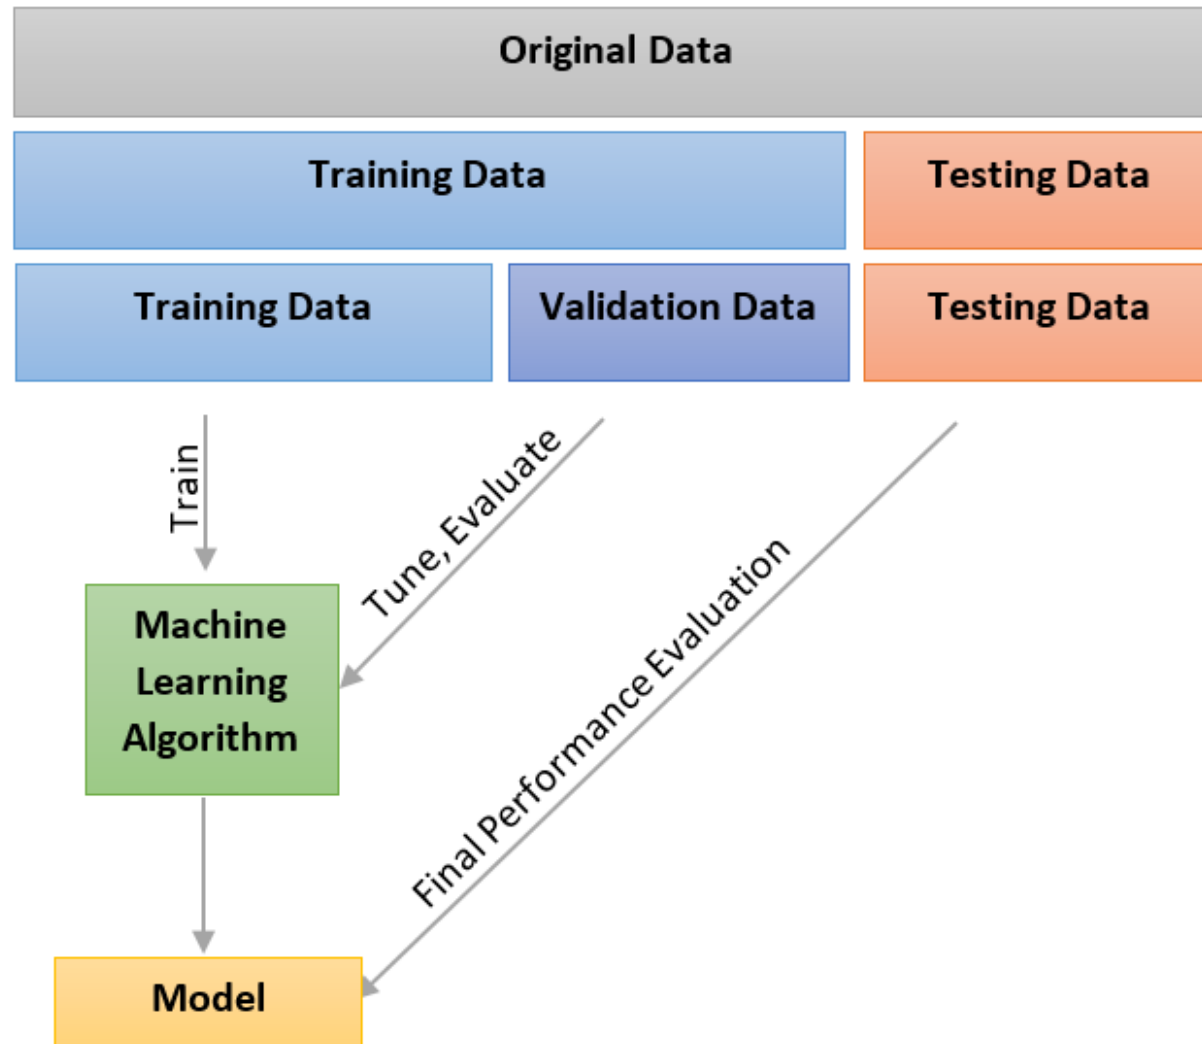 Original Data
Training Data
Testing Data
Training Data
Validation Data
Testing Data
Train
Tune, Evaluate
Final Performance Evaluation
Machine
Learning
Algorithm
Model